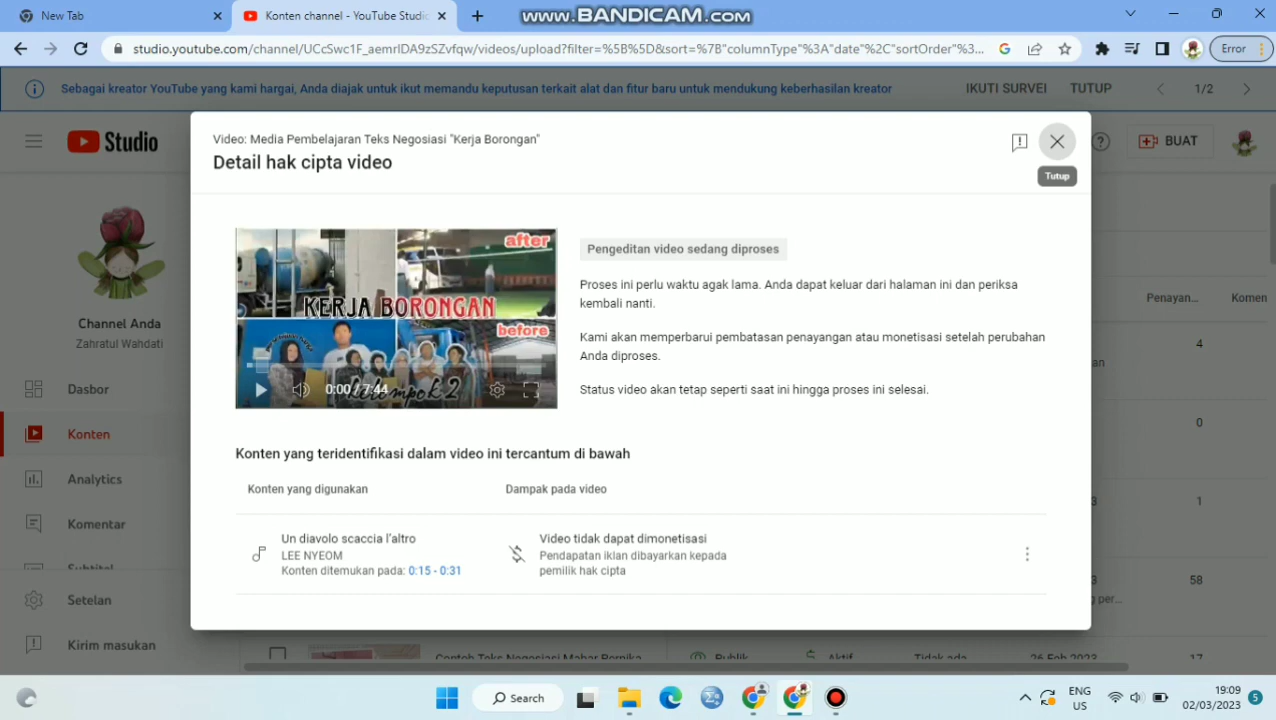 New Tab
Konten channel - YouTube Studio
www.BANDICAM.com
studio.youtube.com/channel/UCcSwc1F_aemrIDA9zSZvfqw/videos/upload?filter=%5B%5D&sort=%7B"columnType"%3A"date"%2C"sortOrder"%3...
Error
Sebagai kreator YouTube yang kami hargai, Anda diajak untuk ikut memandu keputusan terkait alat dan fitur baru untuk mendukung keberhasilan kreator
IKUTI SURVEI
TUTUP
1/2
Studio
BUAT
Video: Media Pembelajaran Teks Negosiasi "Kerja Borongan"
Detail hak cipta video
Tutup
after
KERJA BORONGAN
before
Kelompok 2
0:00 / 7:44
Pengeditan video sedang diproses
Proses ini perlu waktu agak lama. Anda dapat keluar dari halaman ini dan periksa
kembali nanti.
Kami akan memperbarui pembatasan penayangan atau monetisasi setelah perubahan
Anda diproses.
Status video akan tetap seperti saat ini hingga proses ini selesai.
Konten yang teridentifikasi dalam video ini tercantum di bawah
Konten yang digunakan
Dampak pada video
Un diavolo scaccia l'altro
LEE NYEOM
Konten ditemukan pada: 0:15 - 0:31
Video tidak dapat dimonetisasi
Pendapatan iklan dibayarkan kepada
pemilik hak cipta
Channel Anda
Zahratul Wahdati
Dasbor
Konten
Analytics
Komentar
Subtitel
Setelan
Kirim masukan
Penayan...
Komen
4
0
1
58
17
Contoh Teks Negosiasi Mahar Pernika
Publik
Aktif
Tidak ada
26 Feb 2023
Search
ENG
US
19:09
02/03/2023
5